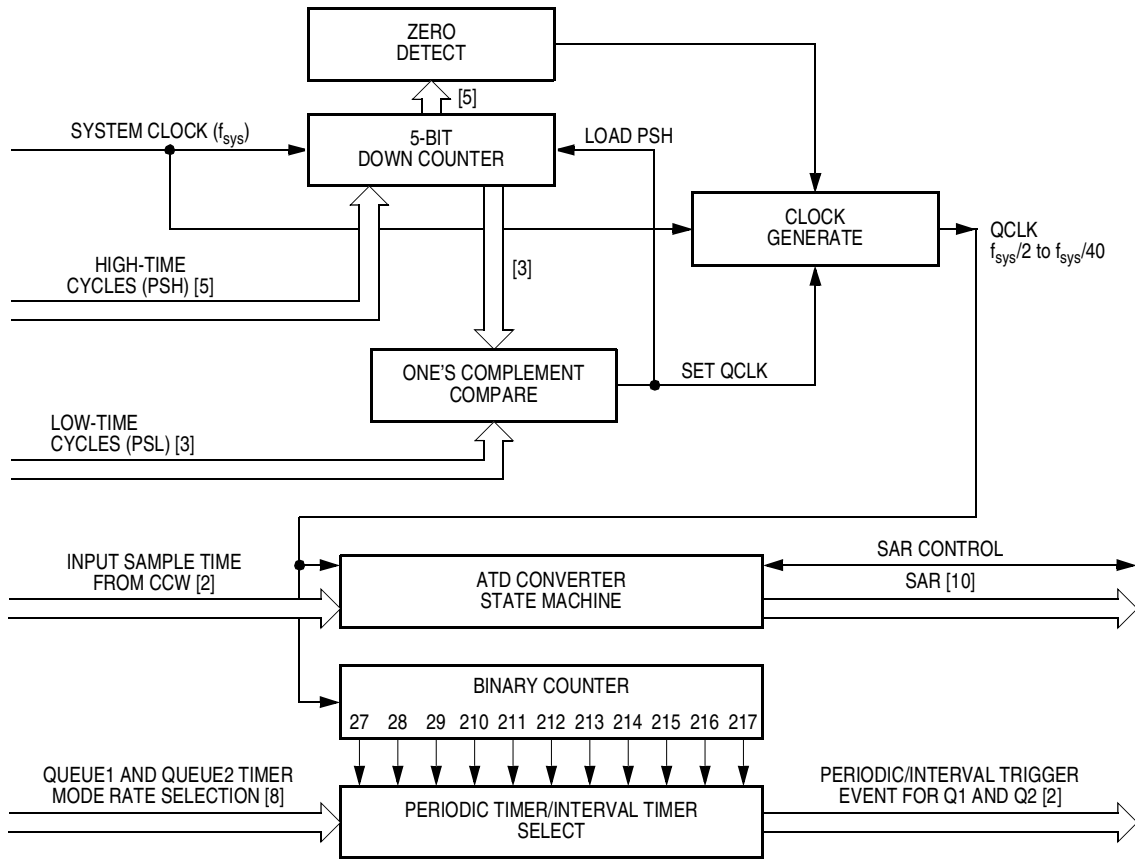 ZERO
DETECT
[5]
SYSTEM CLOCK (fsys)
5-BIT
DOWN COUNTER
LOAD PSH
CLOCK
GENERATE
QCLK
fsys/2 to fsys/40
HIGH-TIME
CYCLES (PSH) [5]
[3]
ONE'S COMPLEMENT
COMPARE
SET QCLK
LOW-TIME
CYCLES (PSL) [3]
INPUT SAMPLE TIME
FROM CCW [2]
ATD CONVERTER
STATE MACHINE
SAR CONTROL
SAR [10]
BINARY COUNTER
27 28 29 210 211 212 213 214 215 216 217
QUEUE1 AND QUEUE2 TIMER
MODE RATE SELECTION [8]
PERIODIC TIMER/INTERVAL TIMER
SELECT
PERIODIC/INTERVAL TRIGGER
EVENT FOR Q1 AND Q2 [2]